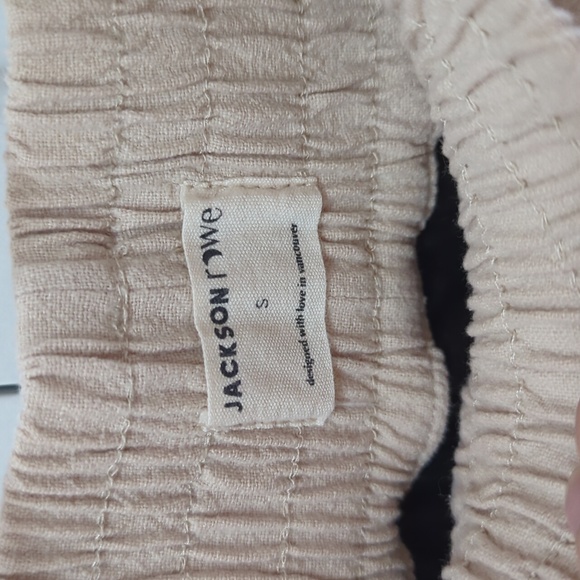 JACKSON rowe
S
designed with love in vancouver